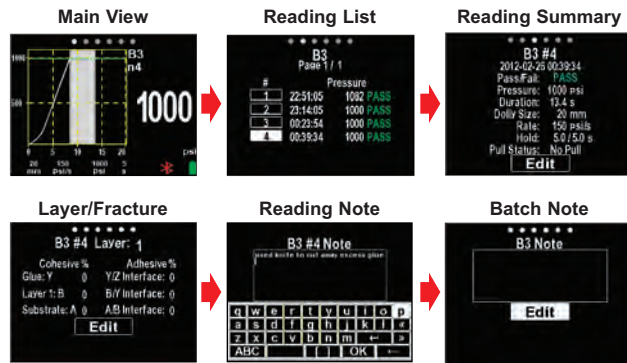 Main View
B3
n4
1000
500
1000
0 5 10 15 20
psi
20 150 1000 5
mm psi/s psi s
Reading List
B3
Page 1 / 1
# Pressure
1 22:51:05 1082 PASS
2 23:14:05 1000 PASS
3 00:23:54 1000 PASS
4 00:39:34 1000 PASS
Reading Summary
B3 #4
2012-02-26 00:39:34
Pass/Fail: PASS
Pressure: 1000 psi
Duration: 13.4 s
Dolly Size: 20 mm
Rate: 150 psi/s
Hold: 5.0 / 5.0 s
Pull Status: No Pull
Edit
Layer/Fracture
B3 #4 Layer: 1
Cohesive % Adhesive %
Glue: Y 0 Y/Z Interface: 0
Layer 1: B 0 B/Y Interface: 0
Substrate: A 0 A/B Interface: 0
Edit
Reading Note
B3 #4 Note
used knife to cut away excess glue
q w e r t y u i o p
a s d f g h j k l «
z x c v b n m ← »
ABC [ ] OK ←
Batch Note
B3 Note
Edit